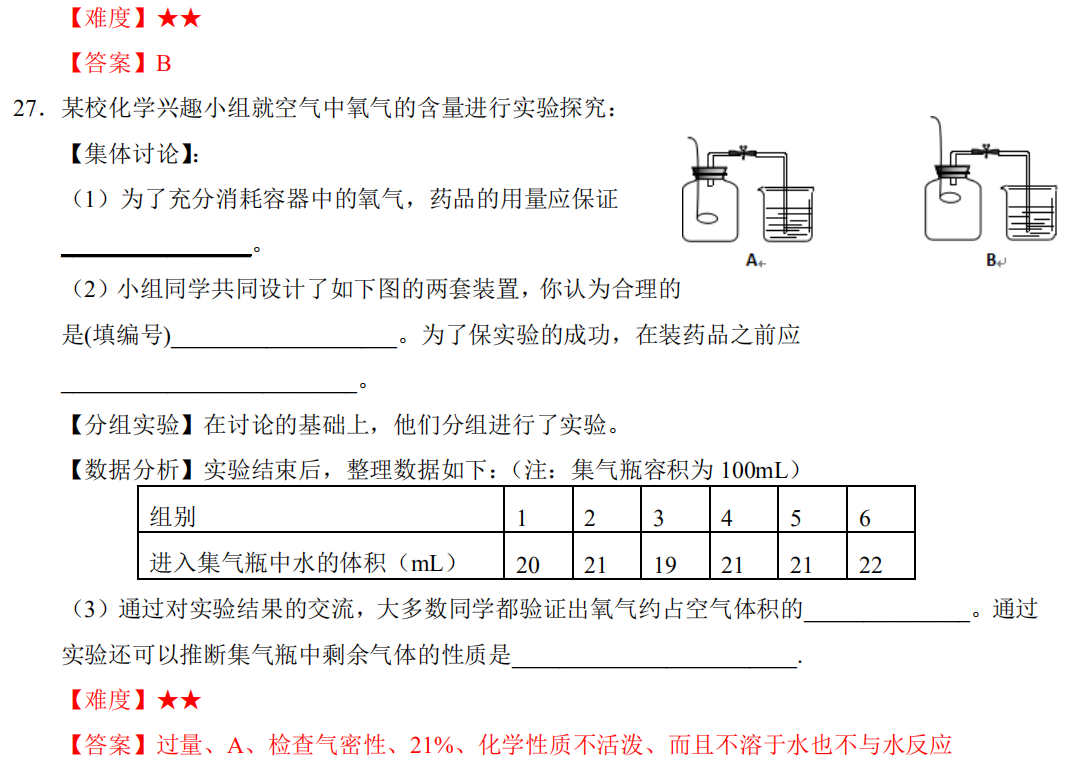 【难度】★★
【答案】B
27．某校化学兴趣小组就空气中氧气的含量进行实验探究：
【集体讨论】：
（1）为了充分消耗容器中的氧气，药品的用量应保证
________________。
（2）小组同学共同设计了如下图的两套装置，你认为合理的
是(填编号)___________________。为了保实验的成功，在装药品之前应
_________________________。
A
B
【分组实验】在讨论的基础上，他们分组进行了实验。
【数据分析】实验结束后，整理数据如下：（注：集气瓶容积为 100mL）
组别 1 2 3 4 5 6
进入集气瓶中水的体积（mL） 20 21 19 21 21 22
（3）通过对实验结果的交流，大多数同学都验证出氧气约占空气体积的______________。通过
实验还可以推断集气瓶中剩余气体的性质是________________________.
【难度】★★
【答案】过量、A、检查气密性、21%、化学性质不活泼、而且不溶于水也不与水反应